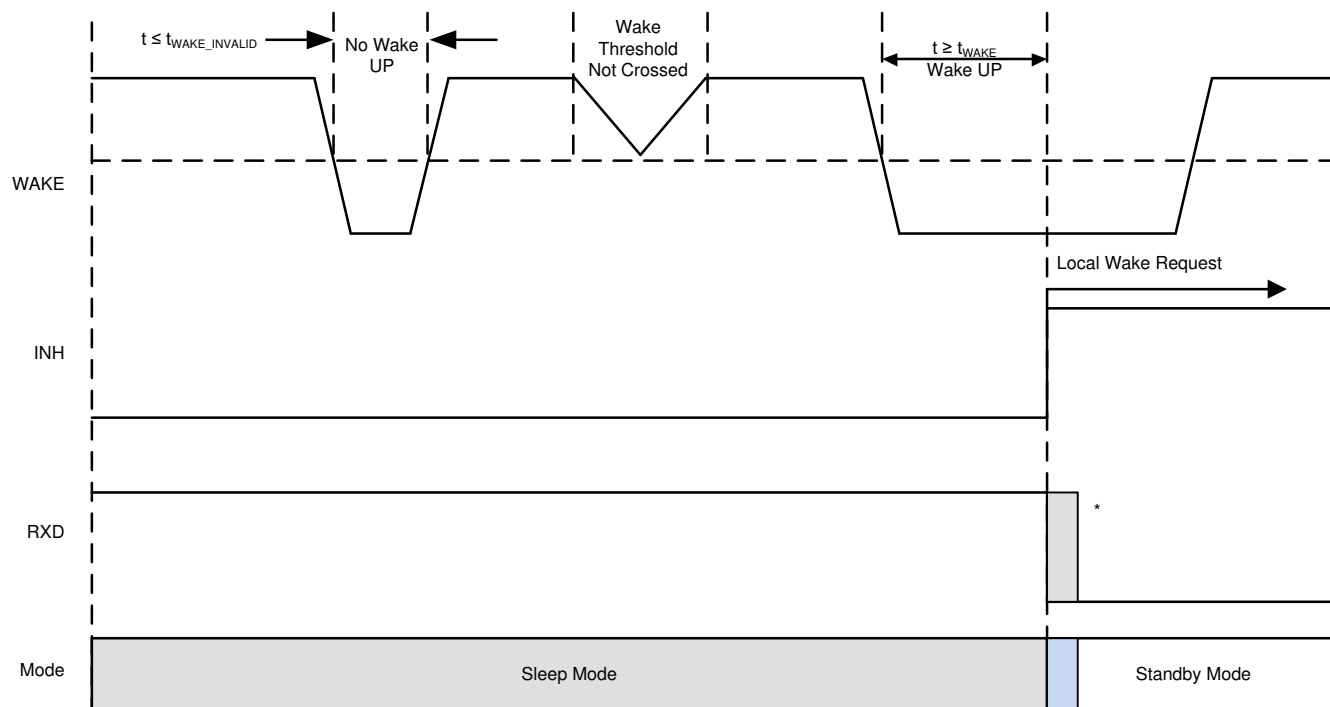 t ≤ tWAKE_INVALID
No Wake
UP
Wake
Threshold
Not Crossed
t ≥ tWAKE
Wake UP
WAKE
Local Wake Request
INH
RXD
*
Mode
Sleep Mode
Standby Mode